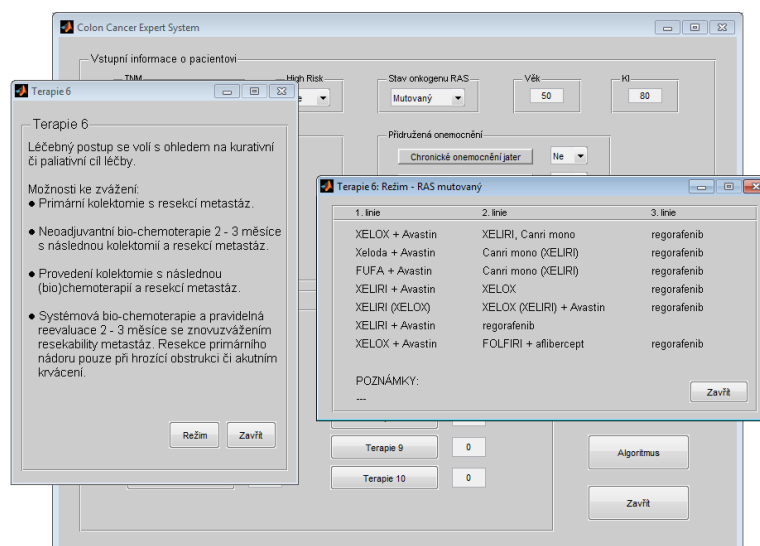 Colon Cancer Expert System
Vstupní informace o pacientovi
TNM
High Risk
Stav onkogenu RAS
Věk
KI
Mutovaný
50
80
Přidružená onemocnění
Chronické onemocnění jater
Ne
Terapie 6
Terapie 6
Léčebný postup se volí s ohledem na kurativní
či paliativní cíl léčby.
Možnosti ke zvážení:
● Primární kolektomie s resekcí metastáz.
● Neoadjuvantní bio-chemoterapie 2 - 3 měsíce
s následnou kolektomií a resekcí metastáz.
● Provedení kolektomie s následnou
(bio)chemoterapií a resekcí metastáz.
● Systémová bio-chemoterapie a pravidelná
reevaluace 2 - 3 měsíce se znovuzvážením
resekability metastáz. Resekce primárního
nádoru pouze při hrozící obstrukci či akutním
krvácení.
Režim
Zavřít
Terapie 6: Režim - RAS mutovaný
1. linie 2. linie 3. linie
XELOX + Avastin XELIRI, Canri mono regorafenib
Xeloda + Avastin Canri mono (XELIRI) regorafenib
FUFA + Avastin Canri mono (XELIRI) regorafenib
XELIRI + Avastin XELOX regorafenib
XELIRI (XELOX) XELOX (XELIRI) + Avastin regorafenib
XELIRI + Avastin regorafenib
XELOX + Avastin FOLFIRI + aflibercept regorafenib
POZNÁMKY:
---
Zavřít
Terapie 9
0
Terapie 10
0
Algoritmus
Zavřít